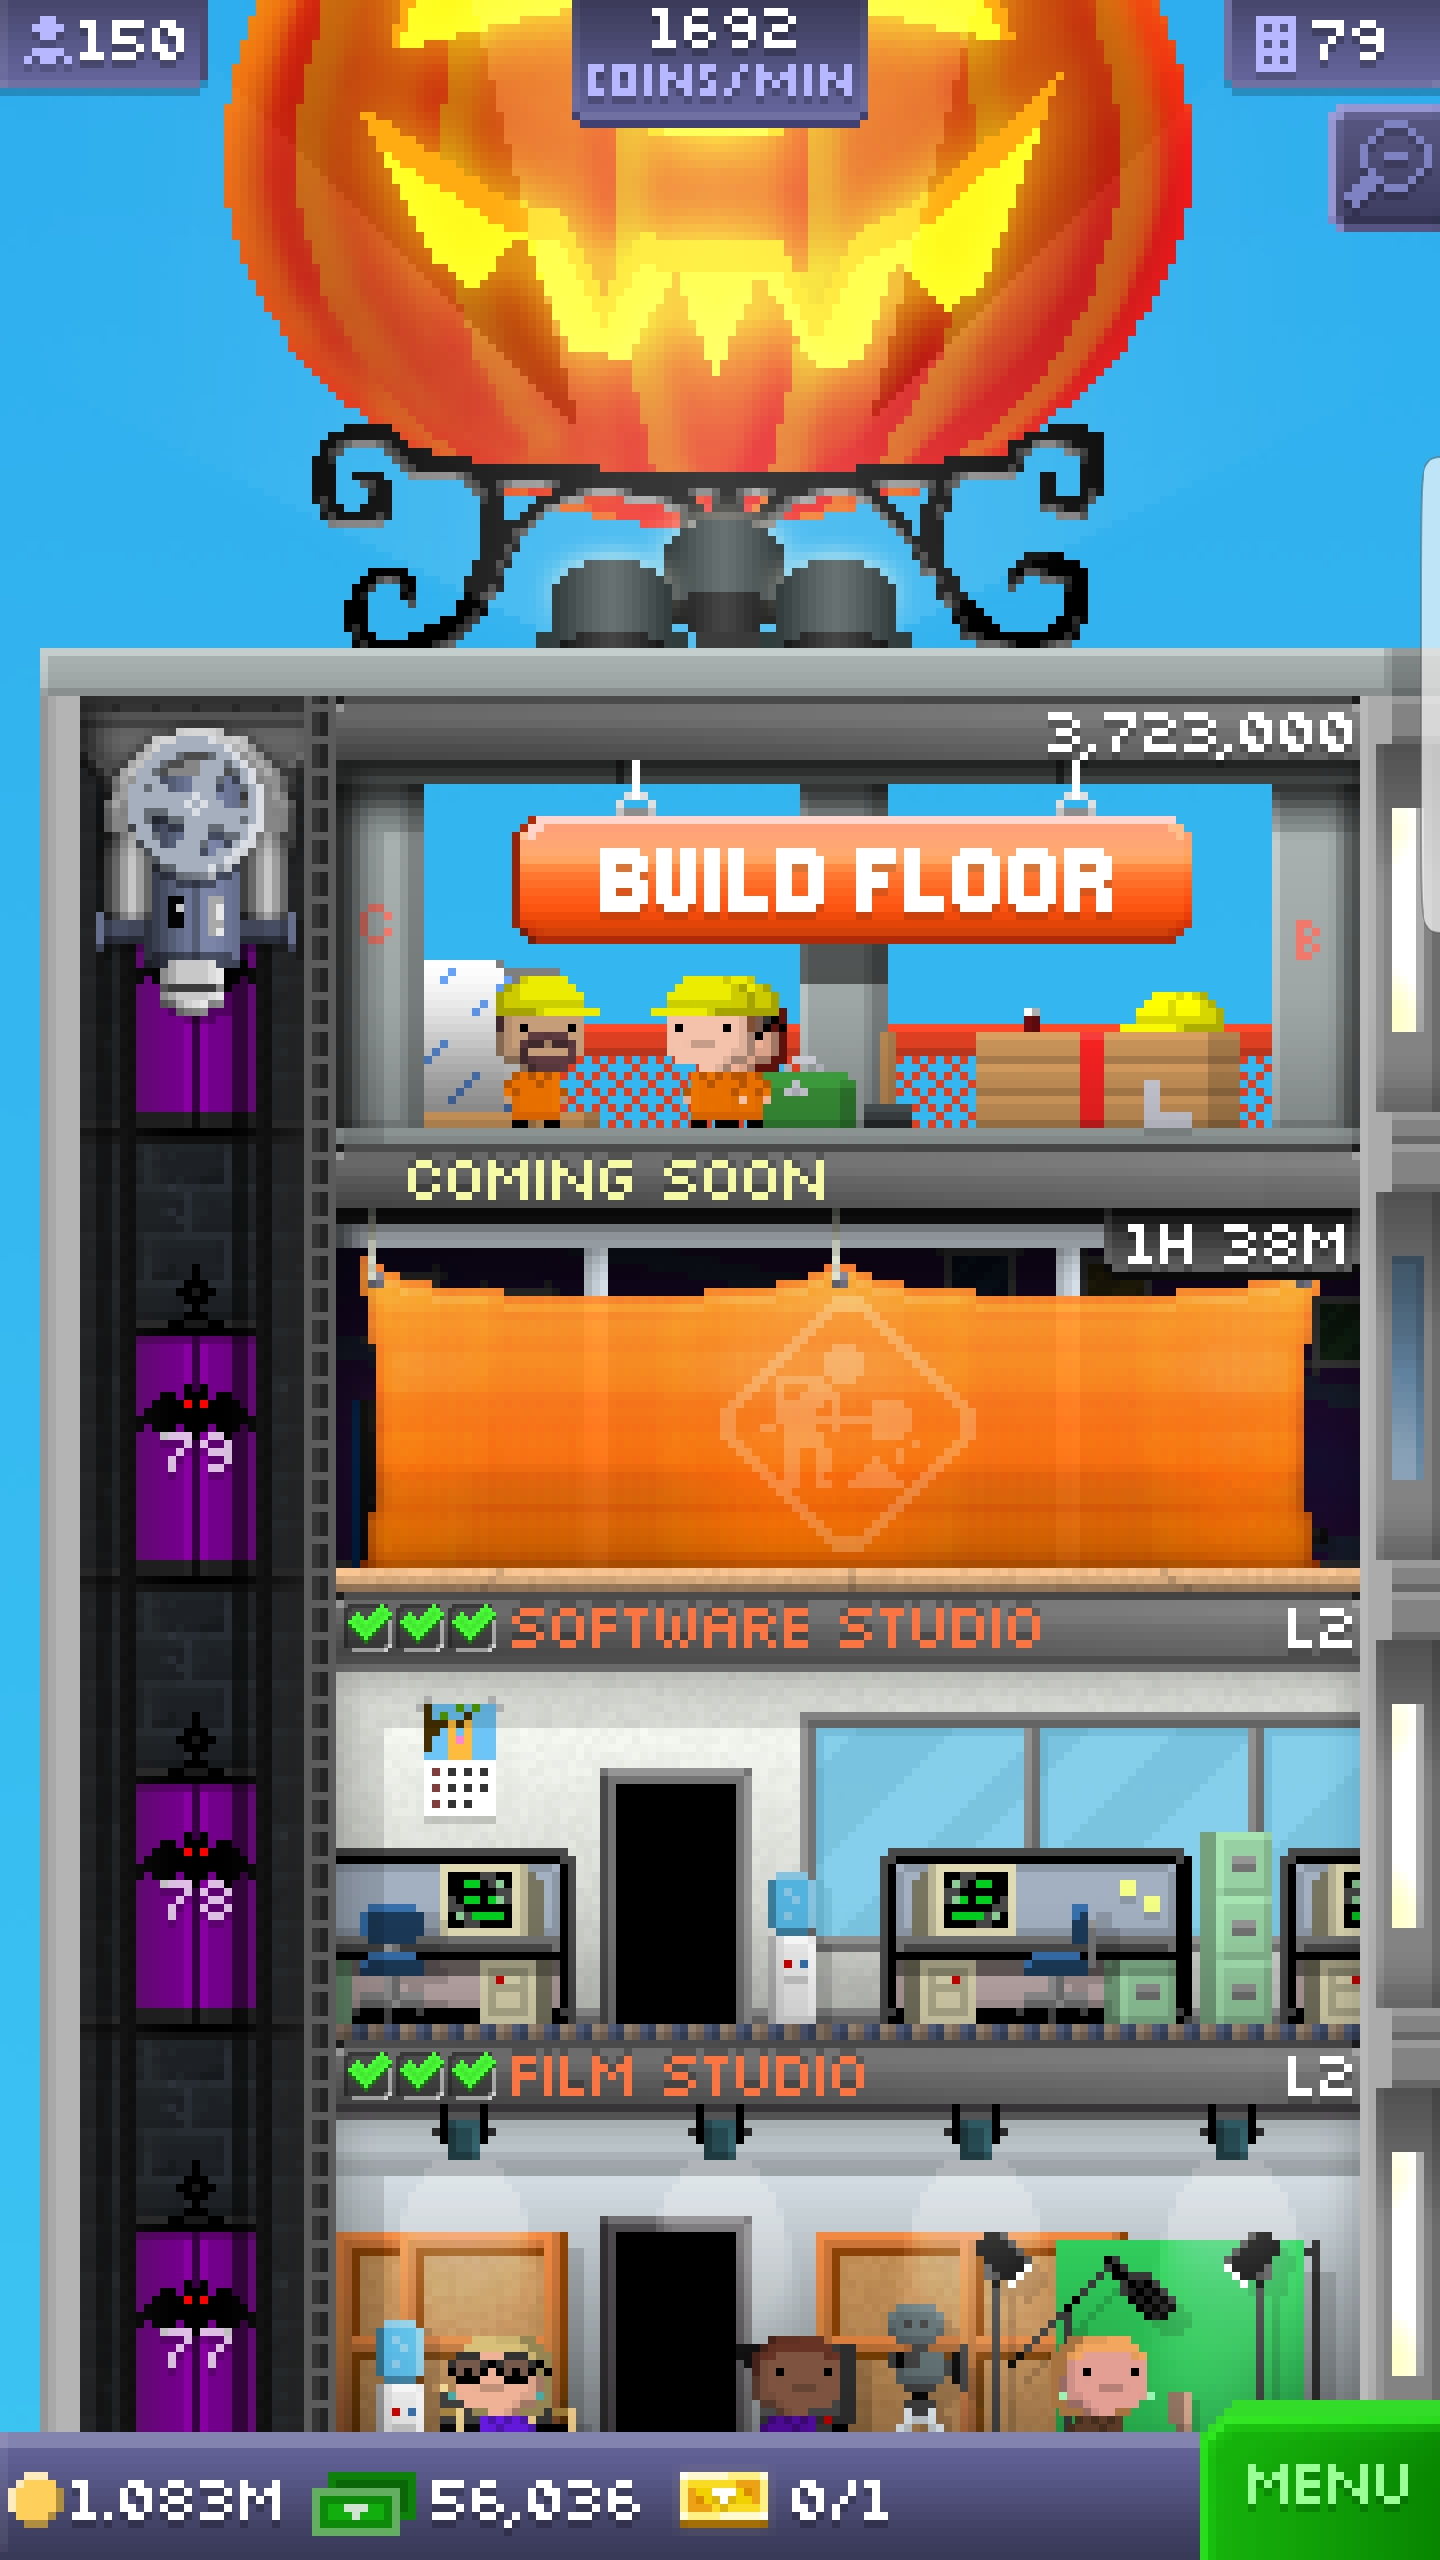 150
1692
COINS/MIN
79
3,723,000
BUILD FLOOR
C
B
COMING SOON
1H 38M
79
SOFTWARE STUDIO L2
78
FILM STUDIO L2
77
1.083M 56,036 0/1
MENU